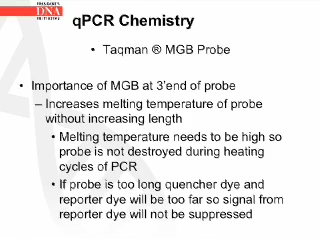 PRESIDENT'S
DNA
INITIATIVE
qPCR Chemistry
• Taqman ® MGB Probe
• Importance of MGB at 3'end of probe
– Increases melting temperature of probe
without increasing length
• Melting temperature needs to be high so
probe is not destroyed during heating
cycles of PCR
• If probe is too long quencher dye and
reporter dye will be too far so signal from
reporter dye will not be suppressed